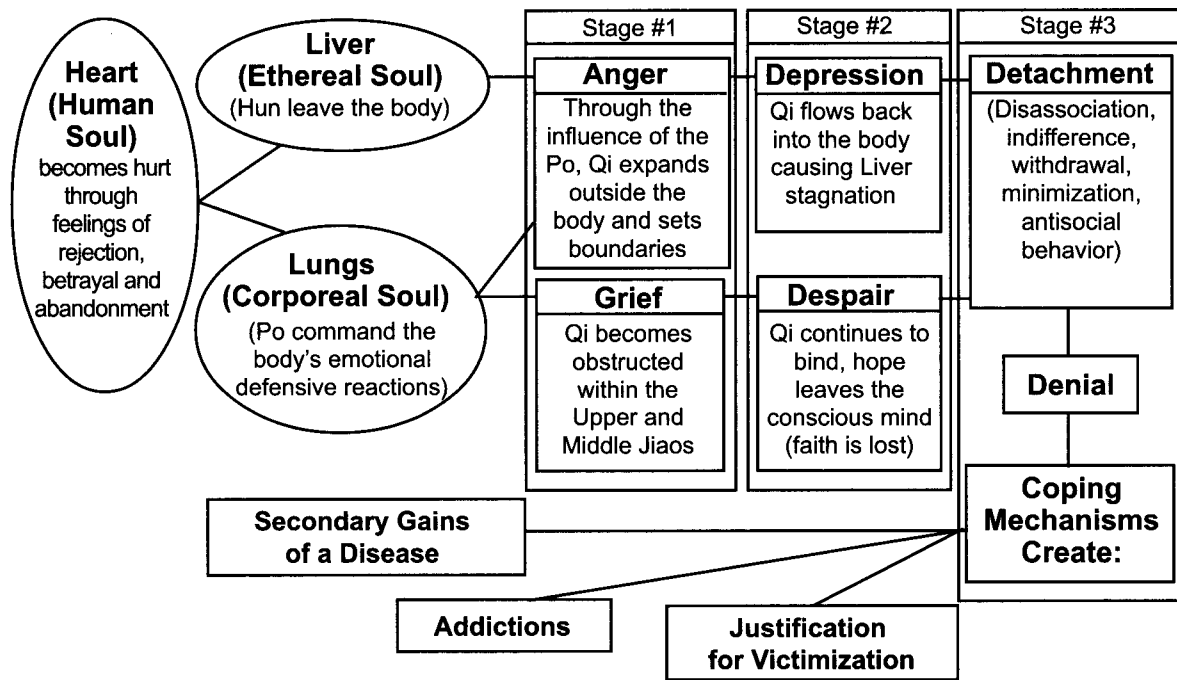 Heart
(Human
Soul)
becomes hurt
through
feelings of
rejection,
betrayal and
abandonment
Liver
(Ethereal Soul)
(Hun leave the body)
Lungs
(Corporeal Soul)
(Po command the
body's emotional
defensive reactions)
Stage #1
Anger
Through the
influence of the
Po, Qi expands
outside the
body and sets
boundaries
Grief
Qi becomes
obstructed
within the
Upper and
Middle Jiaos
Stage #2
Depression
Qi flows back
into the body
causing Liver
stagnation
Despair
Qi continues to
bind, hope
leaves the
conscious mind
(faith is lost)
Stage #3
Detachment
(Disassociation,
indifference,
withdrawal,
minimization,
antisocial
behavior)
Denial
Coping
Mechanisms
Create:
Secondary Gains
of a Disease
Addictions
Justification
for Victimization